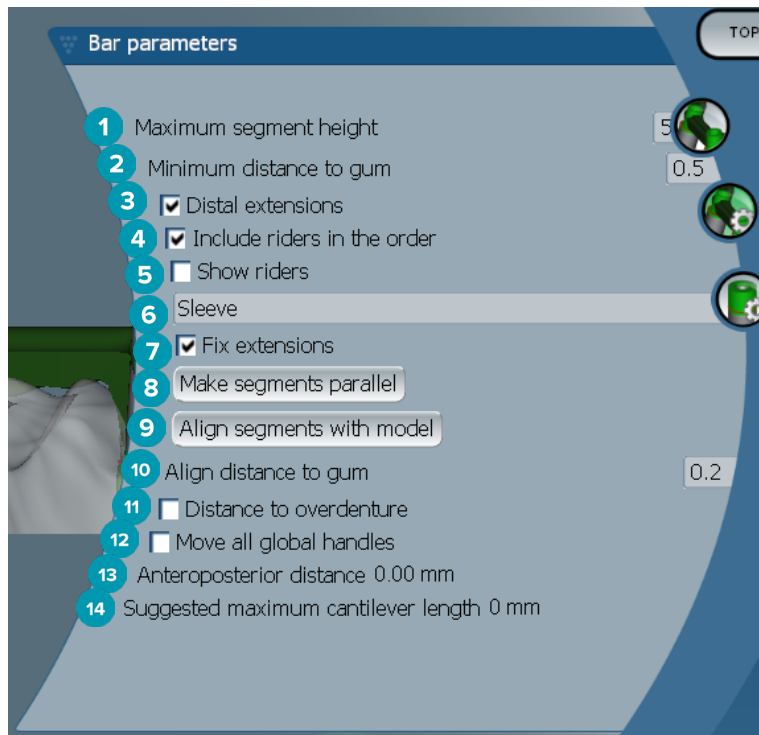 Bar parameters
TOP
1 Maximum segment height 5
2 Minimum distance to gum 0.5
3 Distal extensions
4 Include riders in the order
5 Show riders
6 Sleeve
7 Fix extensions
8 Make segments parallel
9 Align segments with model
10 Align distance to gum 0.2
11 Distance to overdenture
12 Move all global handles
13 Anteroposterior distance 0.00 mm
14 Suggested maximum cantilever length 0 mm